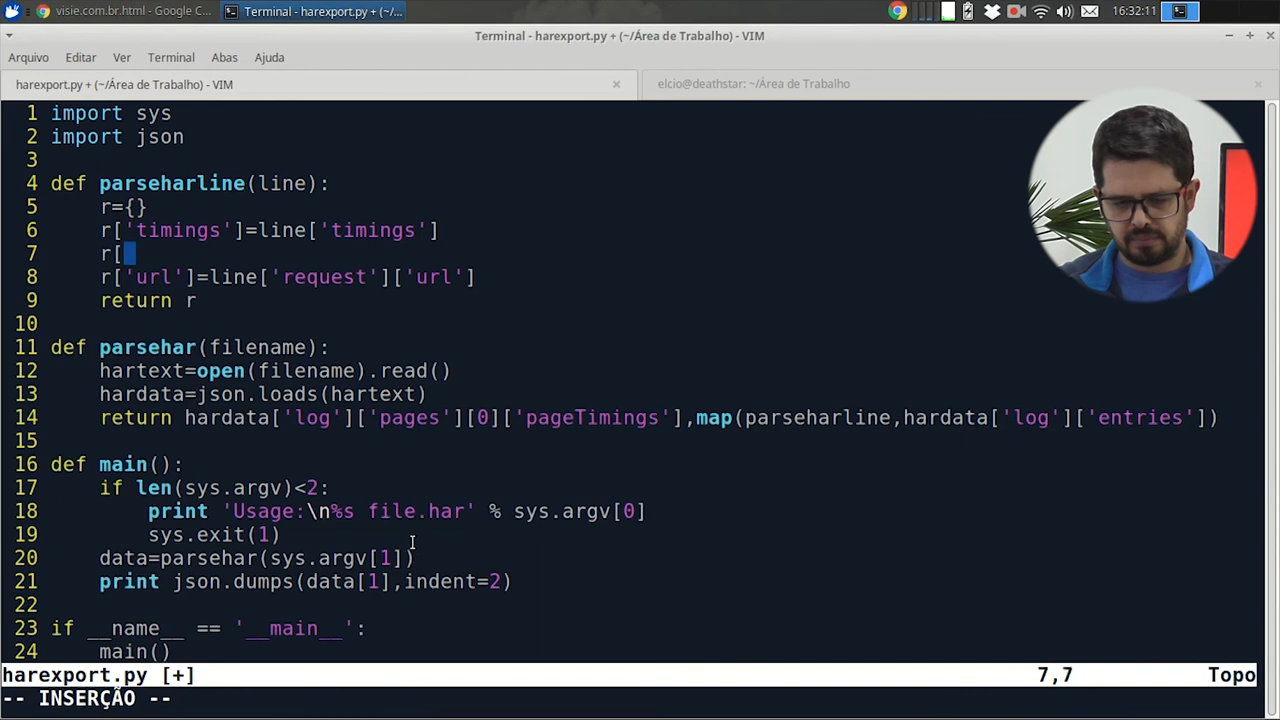 visie.com.br.html - Google C...
Terminal - harexport.py + (~/...
16:32:11
Terminal - harexport.py + (~/Área de Trabalho) - VIM
Arquivo Editar Ver Terminal Abas Ajuda
harexport.py + (~/Área de Trabalho) - VIM
elcio@deathstar: ~/Área de Trabalho
1 import sys
2 import json
3
4 def parseharline(line):
5     r={}
6     r['timings']=line['timings']
7     r[
8     r['url']=line['request']['url']
9     return r
10
11 def parsehar(filename):
12     hartext=open(filename).read()
13     hardata=json.loads(hartext)
14     return hardata['log']['pages'][0]['pageTimings'],map(parseharline,hardata['log']['entries'])
15
16 def main():
17     if len(sys.argv)<2:
18         print 'Usage:\n%s file.har' % sys.argv[0]
19         sys.exit(1)
20     data=parsehar(sys.argv[1])
21     print json.dumps(data[1],indent=2)
22
23 if __name__ == '__main__':
24     main()
harexport.py [+] 7,7 Topo
-- INSERÇÃO --